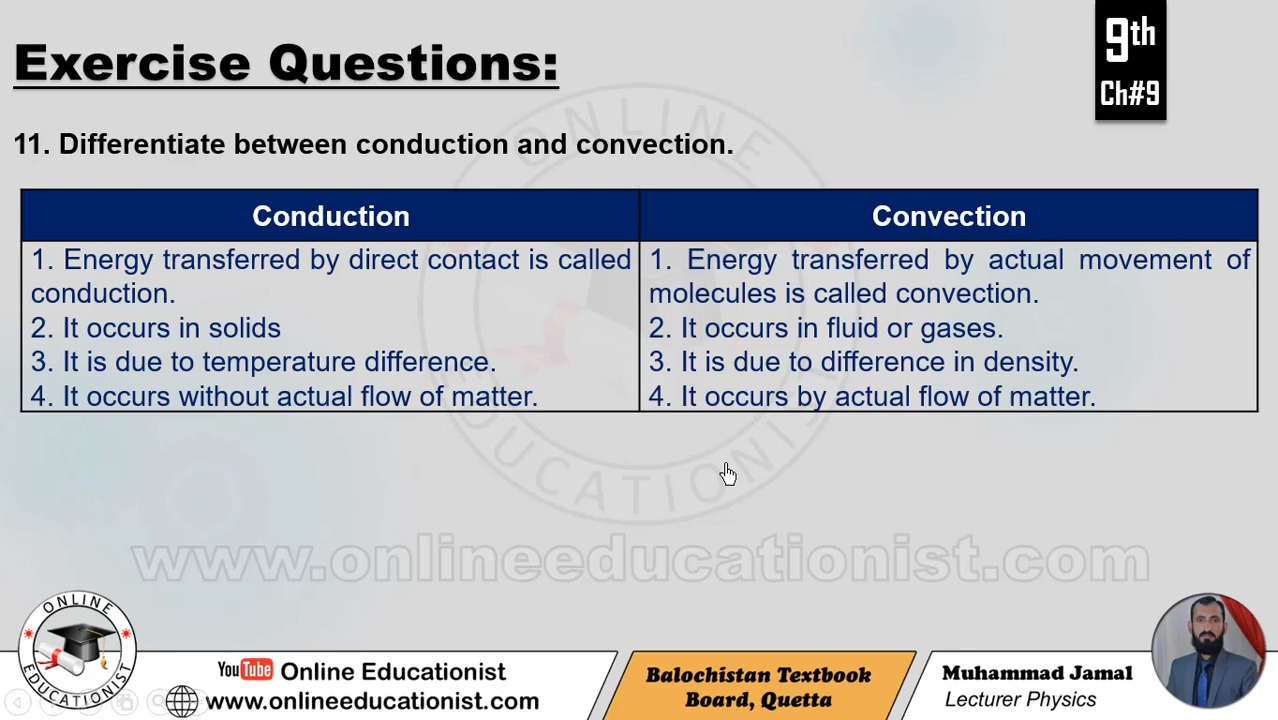 Exercise Questions:
9th
Ch#9
11. Differentiate between conduction and convection.
Conduction
Convection
1. Energy transferred by direct contact is called
conduction.
2. It occurs in solids
3. It is due to temperature difference.
4. It occurs without actual flow of matter.
1. Energy transferred by actual movement of
molecules is called convection.
2. It occurs in fluid or gases.
3. It is due to difference in density.
4. It occurs by actual flow of matter.
ONLINE
EDUCATIONIST
www.onlineeducationist.com
ONLINE
EDUCATIONIST
YouTube Online Educationist
www.onlineeducationist.com
Balochistan Textbook
Board, Quetta
Muhammad Jamal
Lecturer Physics